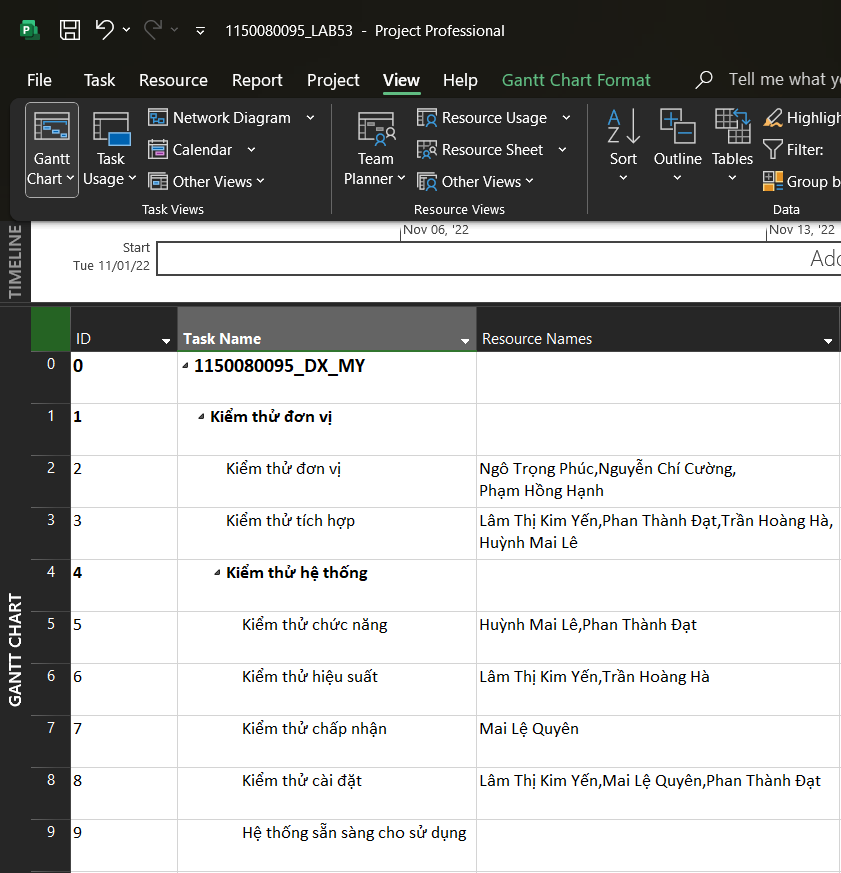 1150080095_LAB53 - Project Professional
File Task Resource Report Project View Help Gantt Chart Format Tell me what
Gantt Chart
Task Usage
Network Diagram
Calendar
Other Views
Task Views
Team Planner
Resource Usage
Resource Sheet
Other Views
Resource Views
Sort
Outline
Tables
Filter:
Group
Data
TIMELINE
Start
Tue 11/01/22
Nov 06, '22
Nov 13, '22
GANTT CHART
ID Task Name Resource Names
0 0 1150080095_DX_MY
1 1 Kiểm thử đơn vị
2 2 Kiểm thử đơn vị Ngô Trọng Phúc,Nguyễn Chí Cường,
Phạm Hồng Hạnh
3 3 Kiểm thử tích hợp Lâm Thị Kim Yến,Phan Thành Đạt,Trần Hoàng Hà,
Huỳnh Mai Lê
4 4 Kiểm thử hệ thống
5 5 Kiểm thử chức năng Huỳnh Mai Lê,Phan Thành Đạt
6 6 Kiểm thử hiệu suất Lâm Thị Kim Yến,Trần Hoàng Hà
7 7 Kiểm thử chấp nhận Mai Lệ Quyên
8 8 Kiểm thử cài đặt Lâm Thị Kim Yến,Mai Lệ Quyên,Phan Thành Đạt
9 9 Hệ thống sẵn sàng cho sử dụng